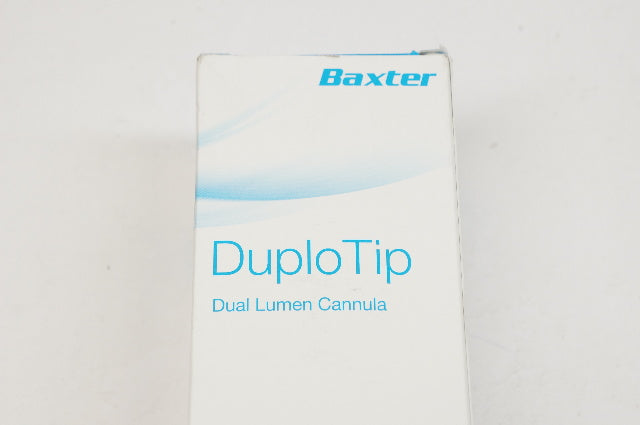 Baxter
DuploTip
Dual Lumen Cannula